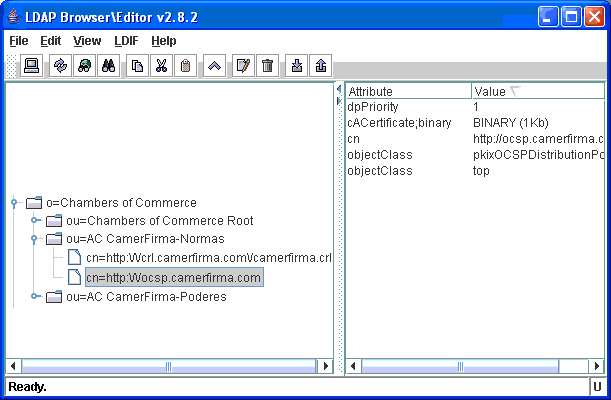 LDAP Browser\Editor v2.8.2
File Edit View LDIF Help
o=Chambers of Commerce
ou=Chambers of Commerce Root
ou=AC CamerFirma-Normas
cn=http:\/\/crl.camerfirma.com\/camerfirma.crl
cn=http:\/\/ocsp.camerfirma.com
ou=AC CamerFirma-Poderes
Attribute Value
dpPriority 1
cACertificate;binary BINARY (1Kb)
cn http://ocsp.camerfirma.c
objectClass pkixOCSPDistributionPo
objectClass top
Ready. U